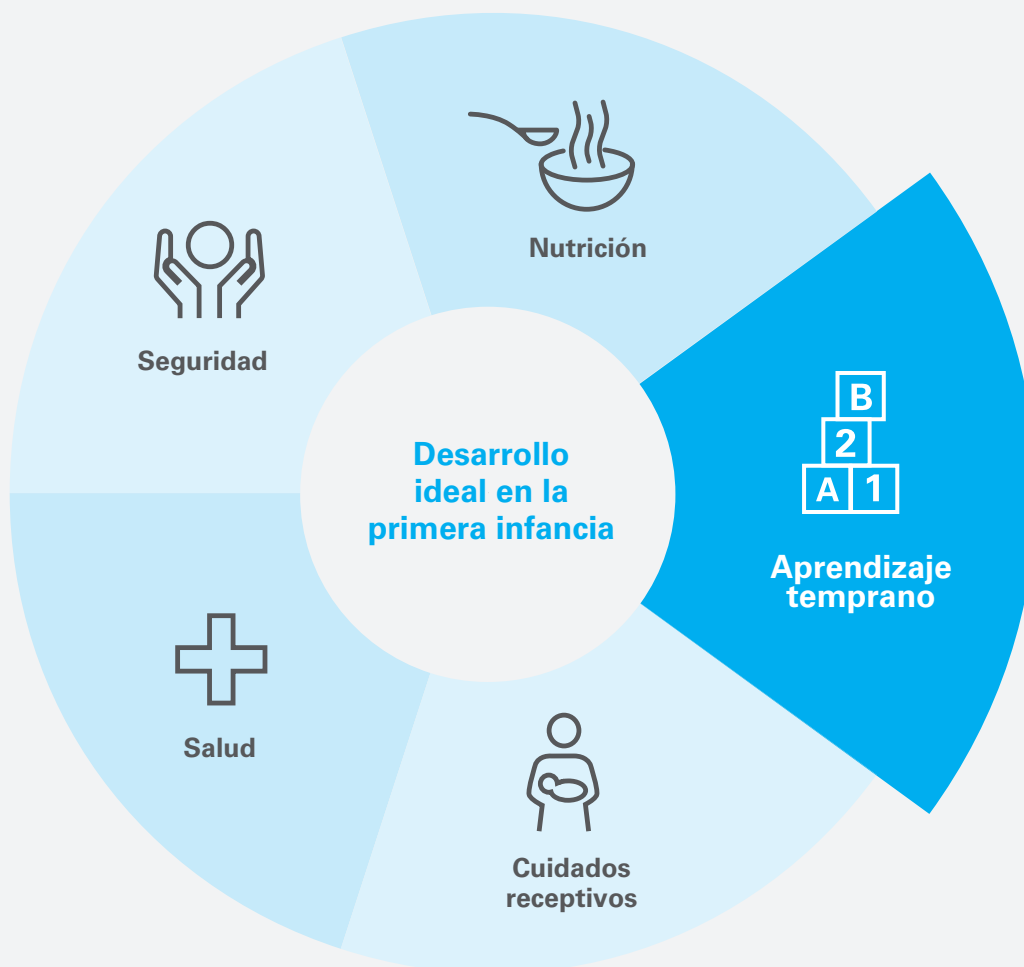 Nutrición
Seguridad
Desarrollo
ideal en la
primera infancia
B
2
A 1
Aprendizaje
temprano
Salud
Cuidados
receptivos